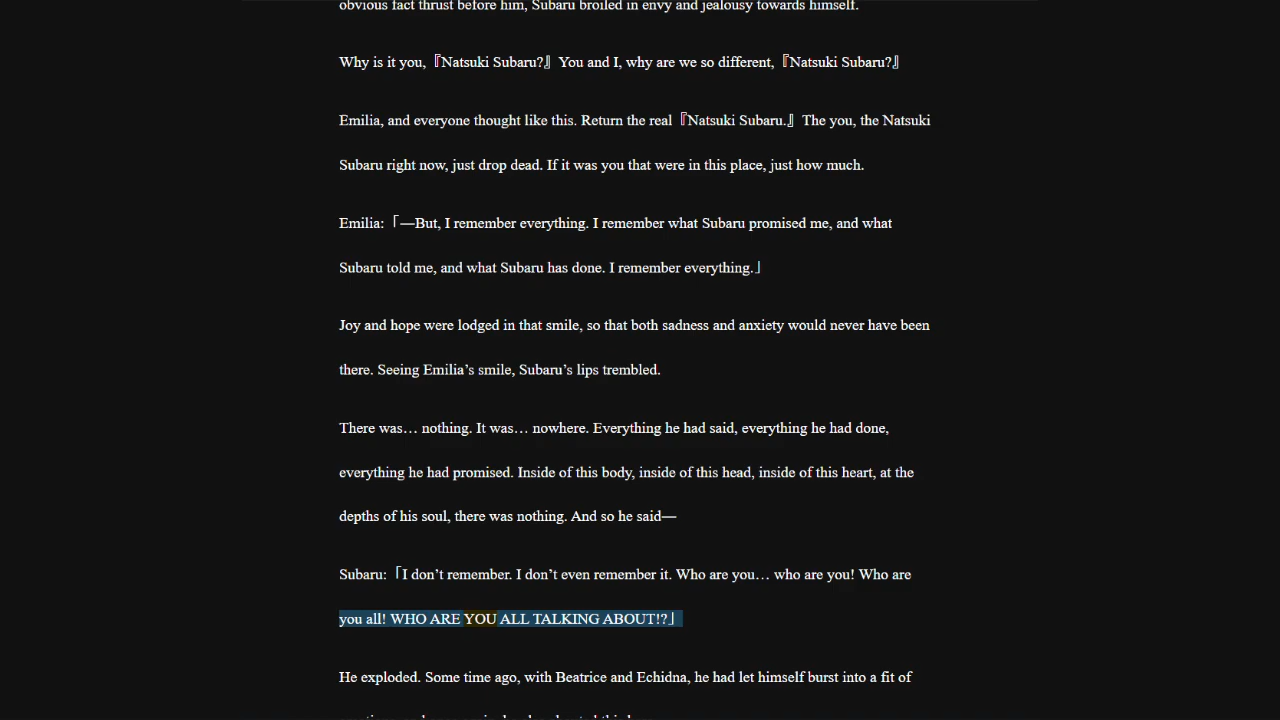 obvious fact thrust before him, Subaru broiled in envy and jealousy towards himself.
Why is it you,『Natsuki Subaru?』You and I, why are we so different,『Natsuki Subaru?』
Emilia, and everyone thought like this. Return the real『Natsuki Subaru.』The you, the Natsuki
Subaru right now, just drop dead. If it was you that were in this place, just how much.
Emilia:「—But, I remember everything. I remember what Subaru promised me, and what
Subaru told me, and what Subaru has done. I remember everything.」
Joy and hope were lodged in that smile, so that both sadness and anxiety would never have been
there. Seeing Emilia’s smile, Subaru’s lips trembled.
There was… nothing. It was… nowhere. Everything he had said, everything he had done,
everything he had promised. Inside of this body, inside of this head, inside of this heart, at the
depths of his soul, there was nothing. And so he said—
Subaru:「I don’t remember. I don’t even remember it. Who are you… who are you! Who are
you all! WHO ARE YOU ALL TALKING ABOUT!?」
He exploded. Some time ago, with Beatrice and Echidna, he had let himself burst into a fit of